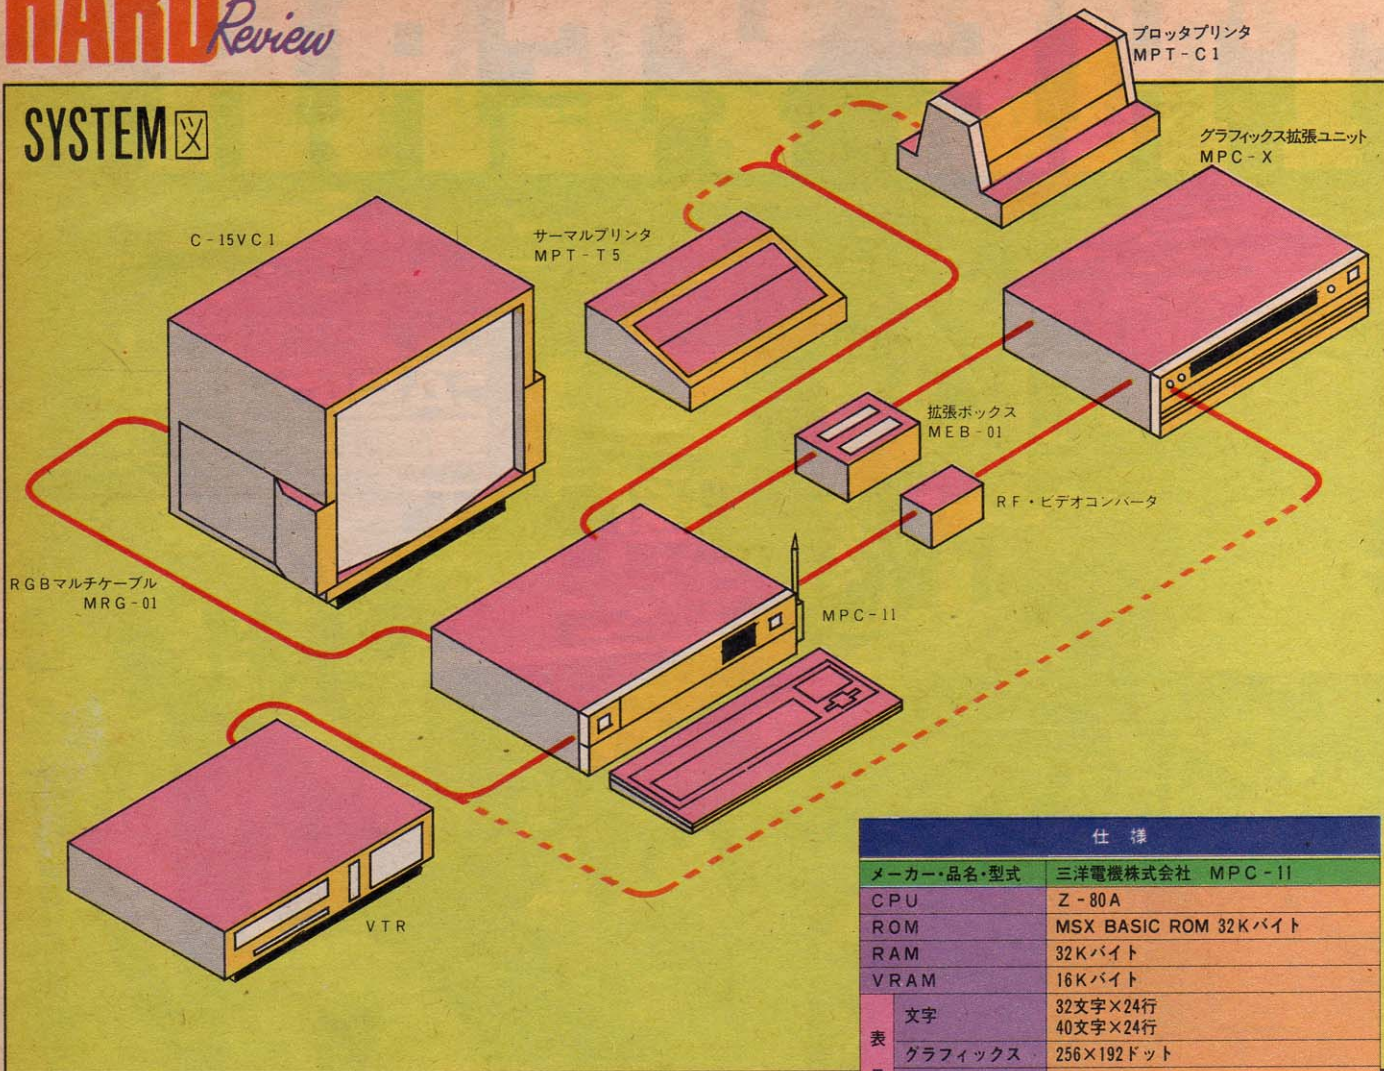 HARD Review
SYSTEM図
プロッタプリンタ
MPT-C1
グラフィックス拡張ユニット
MPC-X
C-15VC1
サーマルプリンタ
MPT-T5
拡張ボックス
MEB-01
RF・ビデオコンバータ
RGBマルチケーブル
MRG-01
MPC-11
VTR
仕様
メーカー・品名・型式 三洋電機株式会社 MPC-11
CPU Z-80A
ROM MSX BASIC ROM 32Kバイト
RAM 32Kバイト
VRAM 16Kバイト
表
文字 32文字×24行
40文字×24行
グラフィックス 256×192ドット